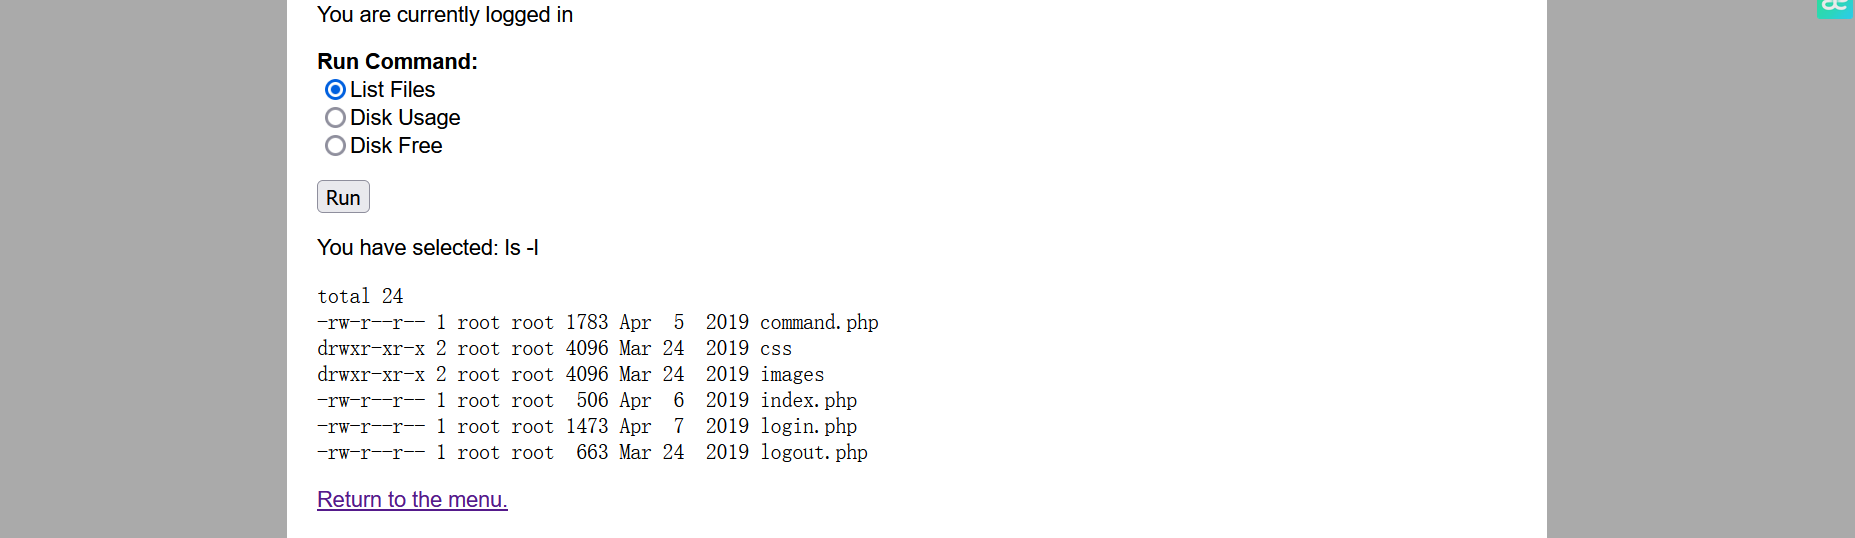 You are currently logged in
Run Command:
List Files
Disk Usage
Disk Free
Run
You have selected: ls -l
total 24
-rw-r--r-- 1 root root 1783 Apr  5  2019 command.php
drwxr-xr-x 2 root root 4096 Mar 24  2019 css
drwxr-xr-x 2 root root 4096 Mar 24  2019 images
-rw-r--r-- 1 root root  506 Apr  6  2019 index.php
-rw-r--r-- 1 root root 1473 Apr  7  2019 login.php
-rw-r--r-- 1 root root  663 Mar 24  2019 logout.php
Return to the menu.